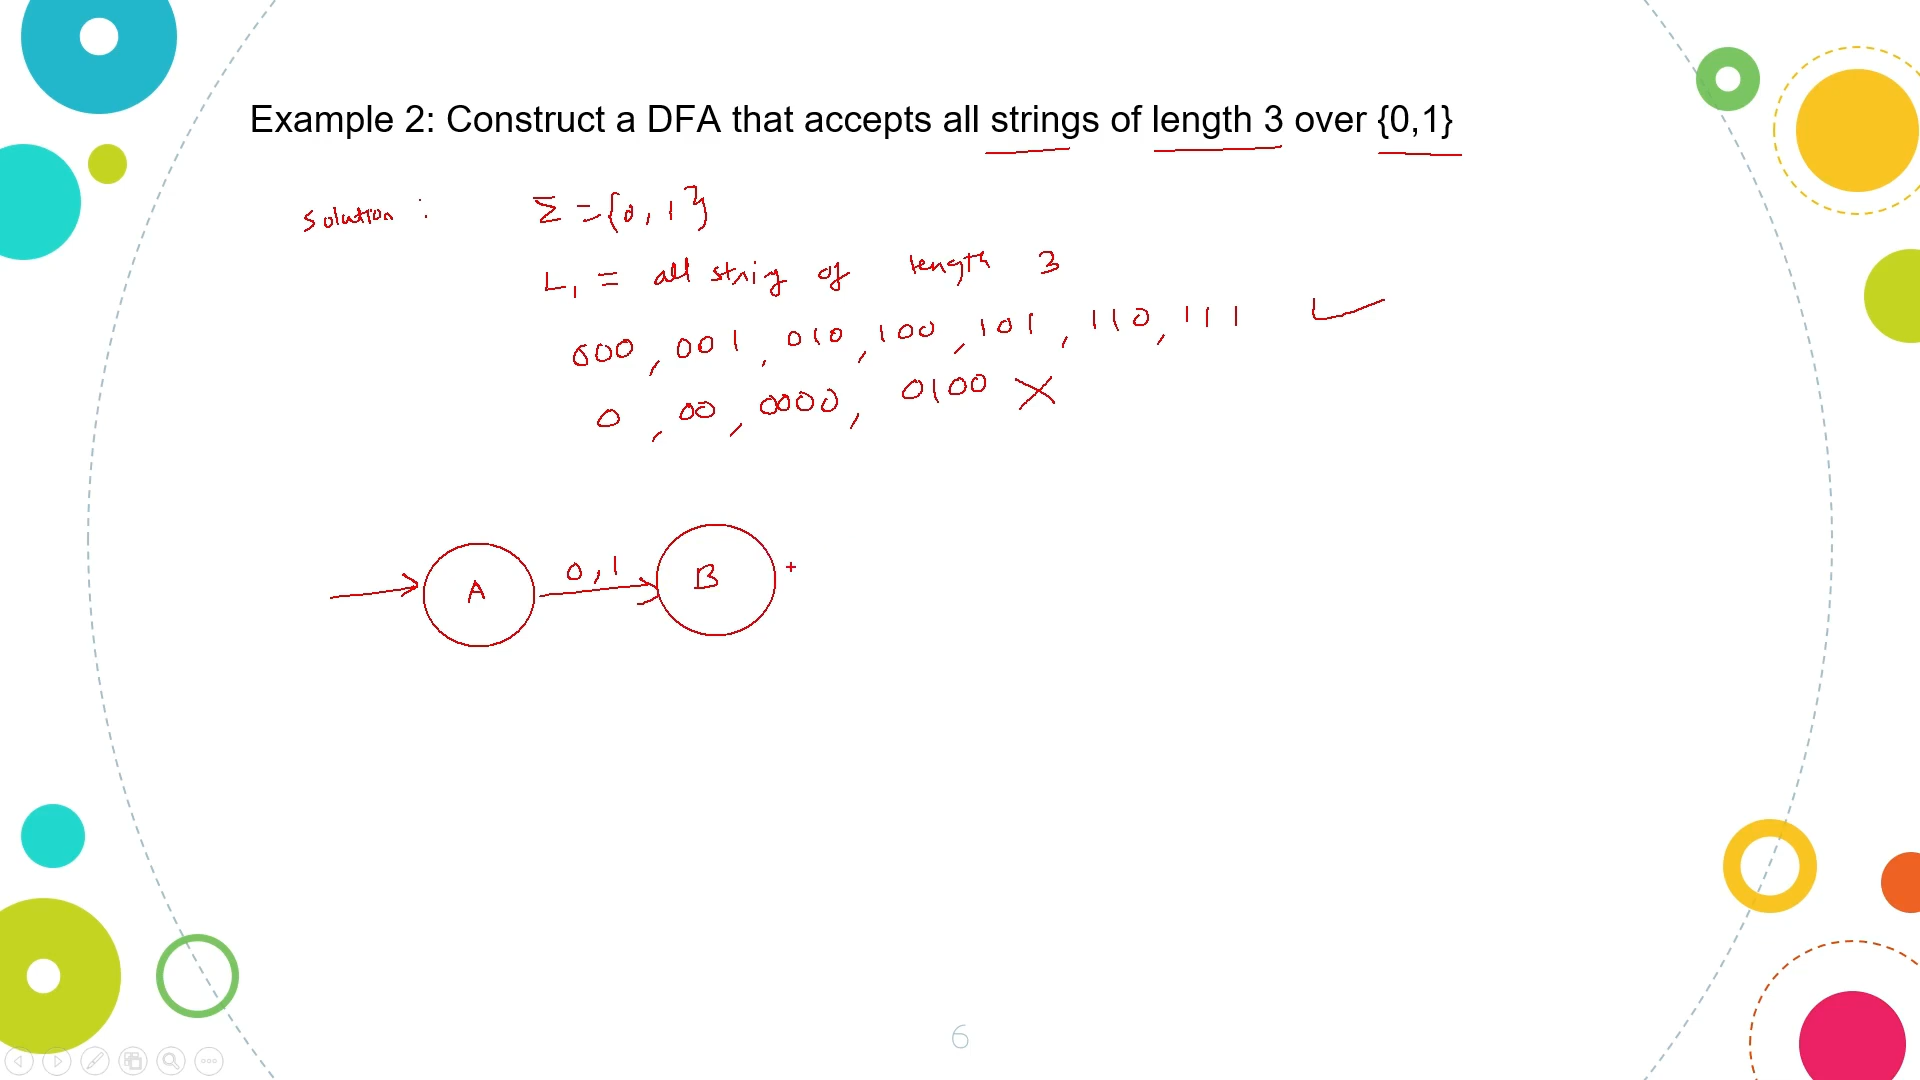 Example 2: Construct a DFA that accepts all strings of length 3 over {0,1}
Solution :
Σ = {0, 1}
L1 = all string of length 3
000, 001, 010, 100, 101, 110, 111
0, 00, 0000, 0100
0,1
A B
6